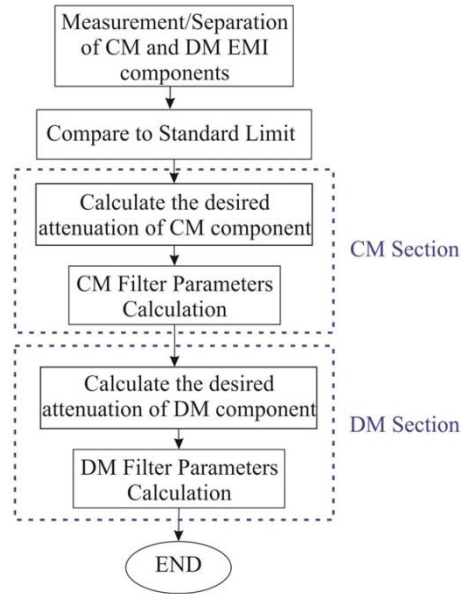 Measurement/Separation
of CM and DM EMI
components
Compare to Standard Limit
Calculate the desired
attenuation of CM component
CM Section
CM Filter Parameters
Calculation
Calculate the desired
attenuation of DM component
DM Section
DM Filter Parameters
Calculation
END